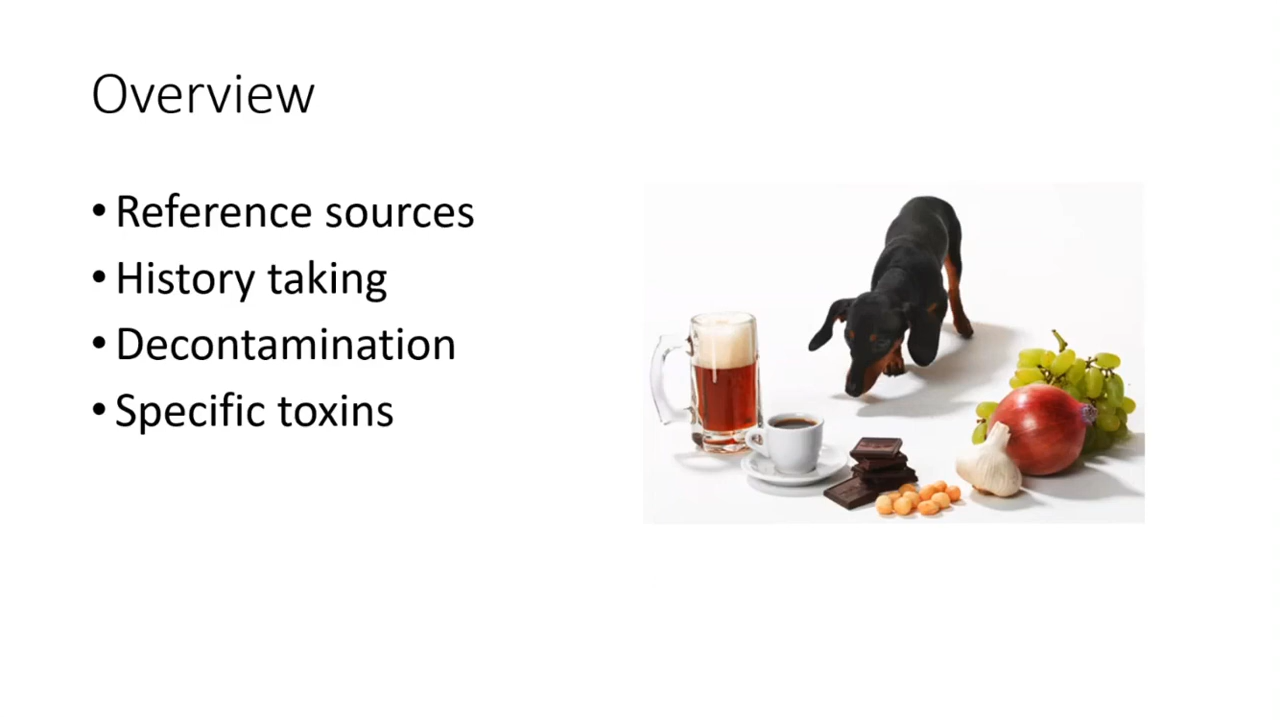 Overview
• Reference sources
• History taking
• Decontamination
• Specific toxins